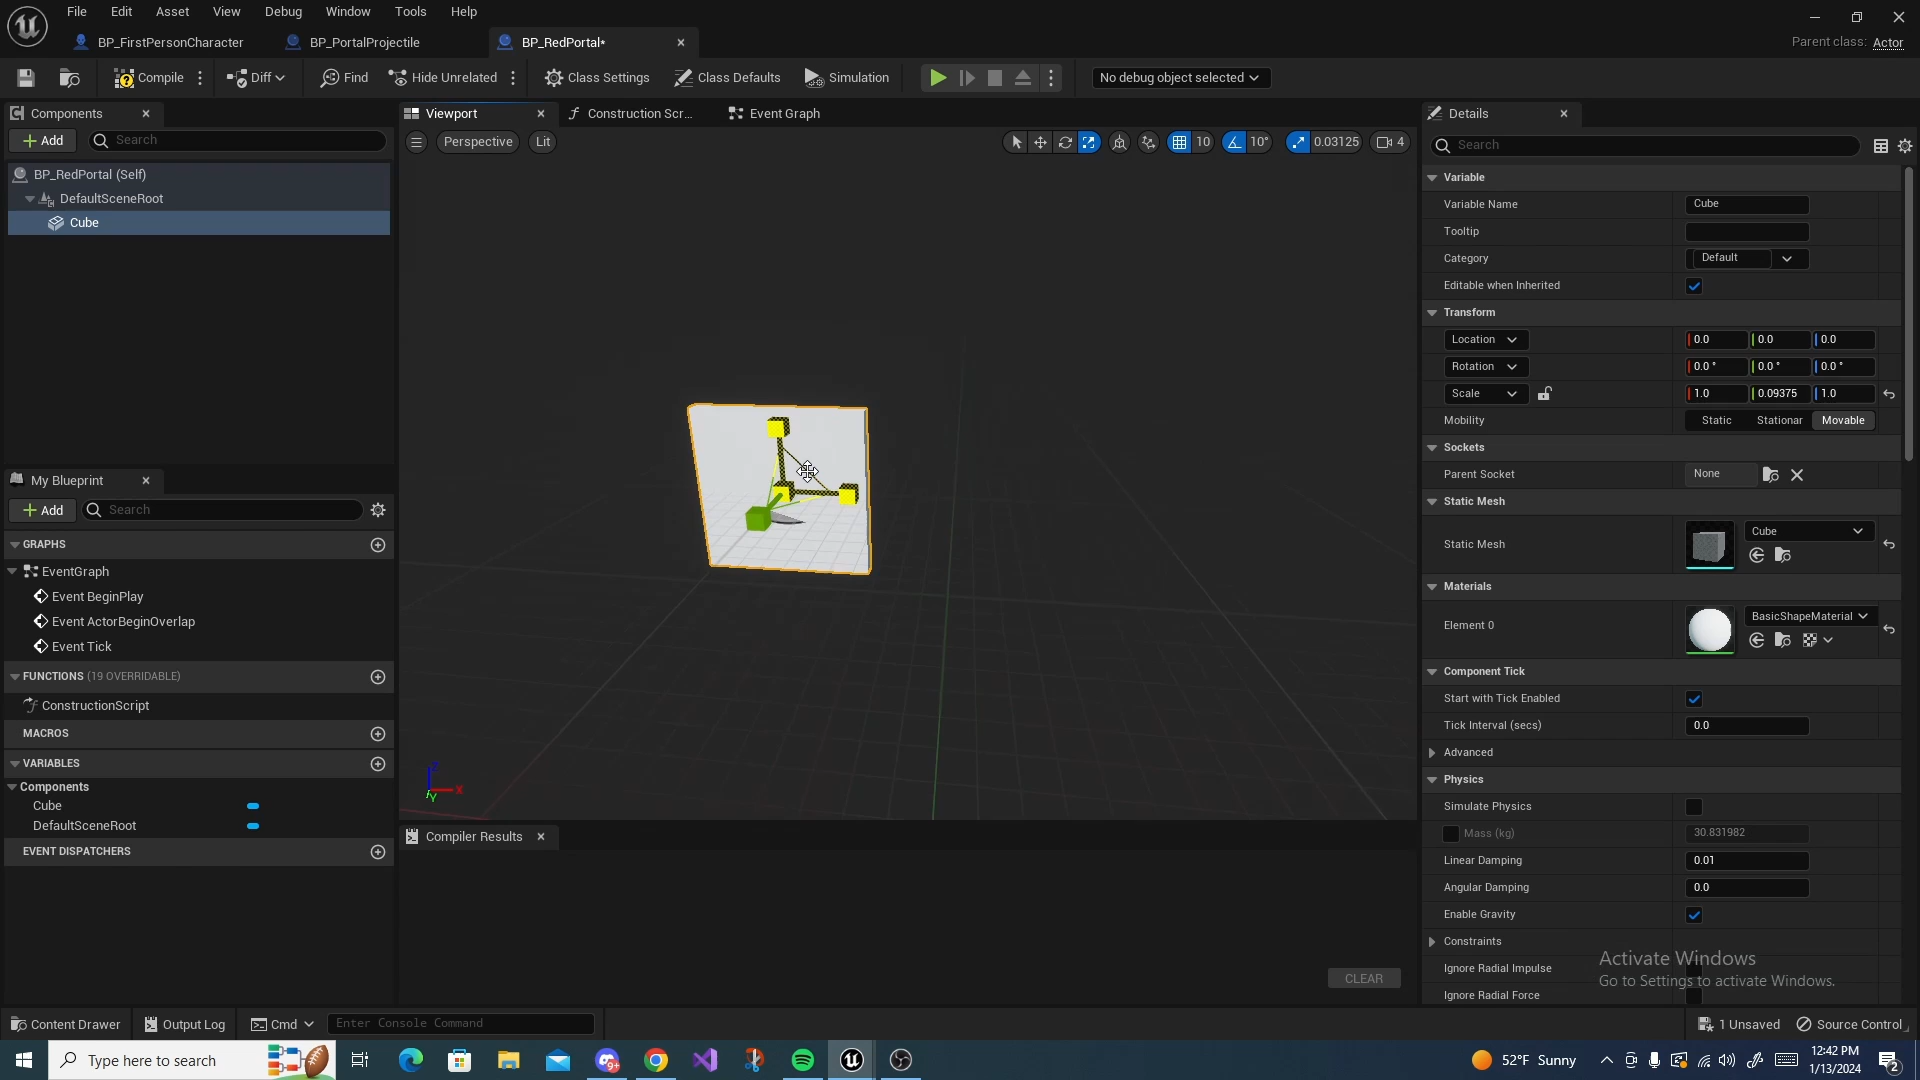 File Edit Asset View Debug Window Tools Help
BP_FirstPersonCharacter BP_PortalProjectile BP_RedPortal*
Parent class: Actor
Compile Diff Find Hide Unrelated Class Settings Class Defaults Simulation No debug object selected
Components
Add Search
BP_RedPortal (Self)
DefaultSceneRoot
Cube
My Blueprint
Add Search
GRAPHS
EventGraph
Event BeginPlay
Event ActorBeginOverlap
Event Tick
FUNCTIONS (19 OVERRIDABLE)
ConstructionScript
MACROS
VARIABLES
Components
Cube
DefaultSceneRoot
EVENT DISPATCHERS
Viewport Construction Scr... Event Graph
Perspective Lit 10 10° 0.03125 4
Z
X
Y
Compiler Results
CLEAR
Details
Search
Variable
Variable Name Cube
Tooltip
Category Default
Editable when Inherited
Transform
Location 0.0 0.0 0.0
Rotation 0.0 ° 0.0 ° 0.0 °
Scale 1.0 0.09375 1.0
Mobility Static Stationar Movable
Sockets
Parent Socket None
Static Mesh
Static Mesh Cube
Materials
Element 0 BasicShapeMaterial
Component Tick
Start with Tick Enabled
Tick Interval (secs) 0.0
Advanced
Physics
Simulate Physics
Mass (kg) 30.831982
Linear Damping 0.01
Angular Damping 0.0
Enable Gravity
Constraints
Ignore Radial Impulse
Ignore Radial Force
Activate Windows
Go to Settings to activate Windows.
Content Drawer Output Log Cmd Enter Console Command 1 Unsaved Source Control
Type here to search 9+ 52°F Sunny 12:42 PM
1/13/2024 2